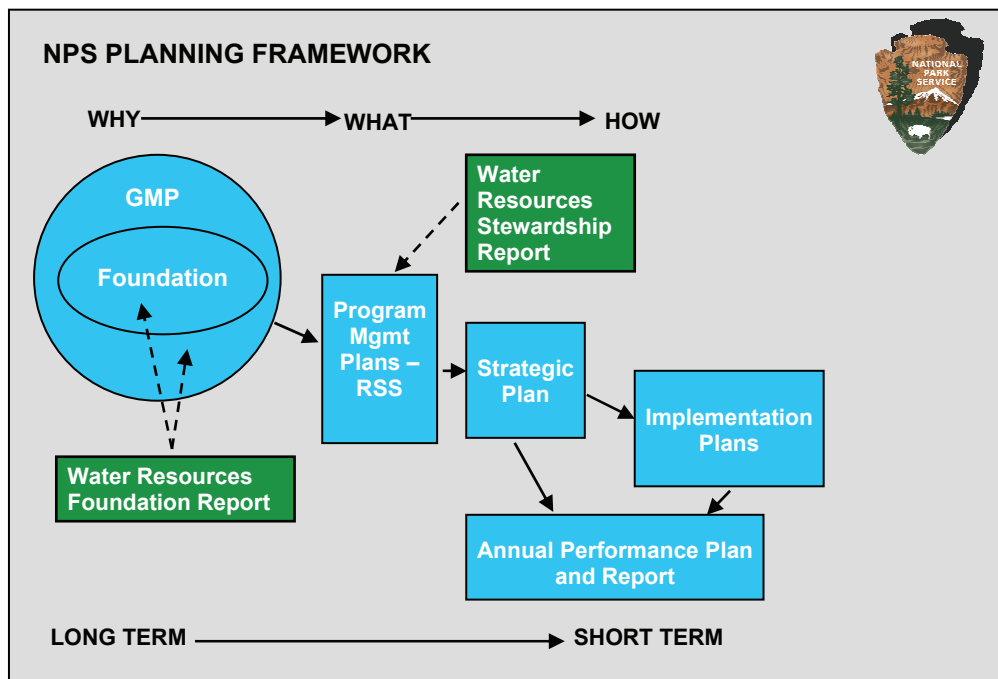 NPS PLANNING FRAMEWORK
NATIONAL
PARK
SERVICE
WHY
WHAT
HOW
GMP
Foundation
Water
Resources
Stewardship
Report
Program
Mgmt
Plans –
RSS
Strategic
Plan
Implementation
Plans
Water Resources
Foundation Report
Annual Performance Plan
and Report
LONG TERM
SHORT TERM